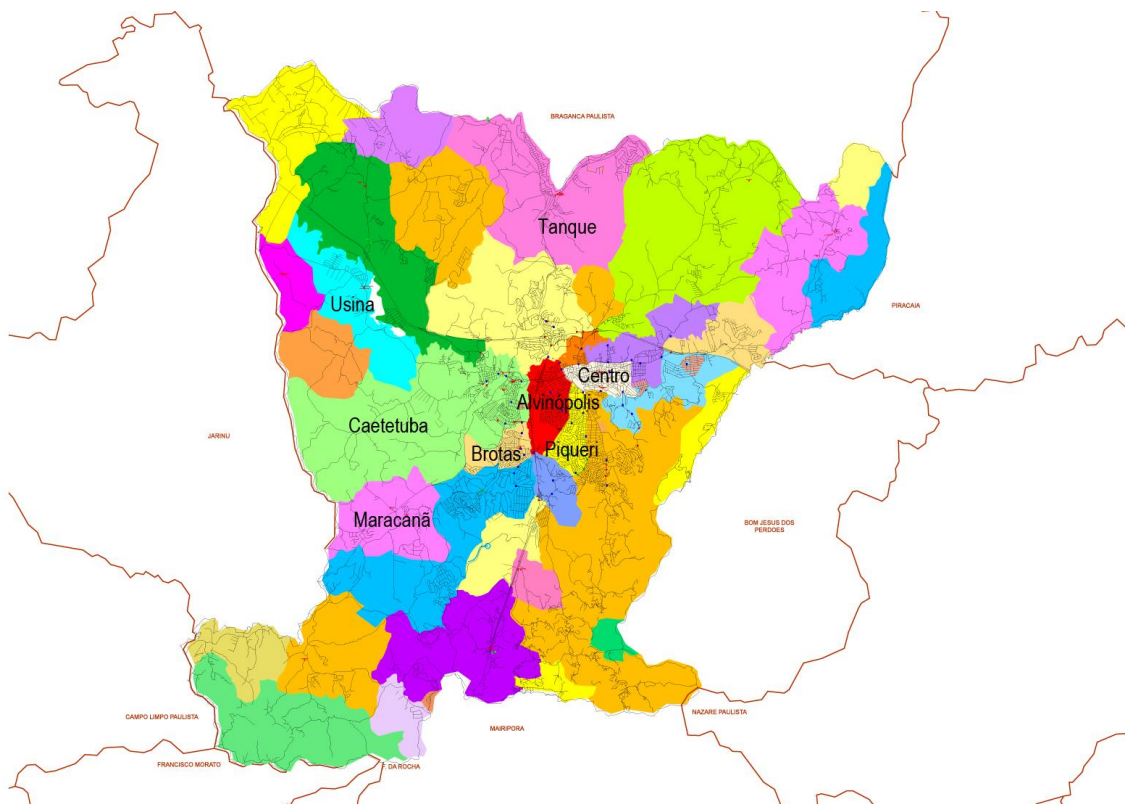 BRAGANCA PAULISTA
Tanque
Usina
PIRACAIA
Centro
Alvinópolis
Caetetuba
JARINU
Brotas
Piqueri
Maracanã
BOM JESUS DOS
PERDOES
NAZARE PAULISTA
CAMPO LIMPO PAULISTA
MAIRIPORA
FRANCISCO MORATO
F. DA ROCHA